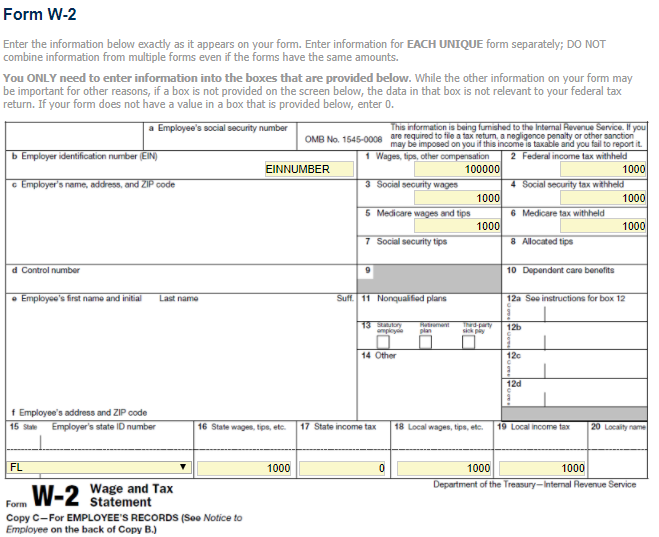 Form W-2
Enter the information below exactly as it appears on your form. Enter information for EACH UNIQUE form separately; DO NOT
combine information from multiple forms even if the forms have the same amounts.
You ONLY need to enter information into the boxes that are provided below. While the other information on your form may
be important for other reasons, if a box is not provided on the screen below, the data in that box is not relevant to your federal tax
return. If your form does not have a value in a box that is provided below, enter 0.
a Employee's social security number
OMB No. 1545-0008
This information is being furnished to the Internal Revenue Service. If you
are required to file a tax return, a negligence penalty or other sanction
may be imposed on you if this income is taxable and you fail to report it.
b Employer identification number (EIN)
EINNUMBER
1 Wages, tips, other compensation
100000
2 Federal income tax withheld
1000
c Employer's name, address, and ZIP code
3 Social security wages
1000
4 Social security tax withheld
1000
5 Medicare wages and tips
1000
6 Medicare tax withheld
1000
7 Social security tips
8 Allocated tips
d Control number
9
10 Dependent care benefits
e Employee's first name and initial Last name Suff.
11 Nonqualified plans
12a See instructions for box 12
Code
13 Statutory employee
Retirement plan
Third-party sick pay
12b
Code
14 Other
12c
Code
12d
Code
f Employee's address and ZIP code
15 State Employer's state ID number
16 State wages, tips, etc.
17 State income tax
18 Local wages, tips, etc.
19 Local income tax
20 Locality name
FL
1000
0
1000
1000
Form W-2 Wage and Tax
Statement
Department of the Treasury—Internal Revenue Service
Copy C—For EMPLOYEE'S RECORDS (See Notice to
Employee on the back of Copy B.)